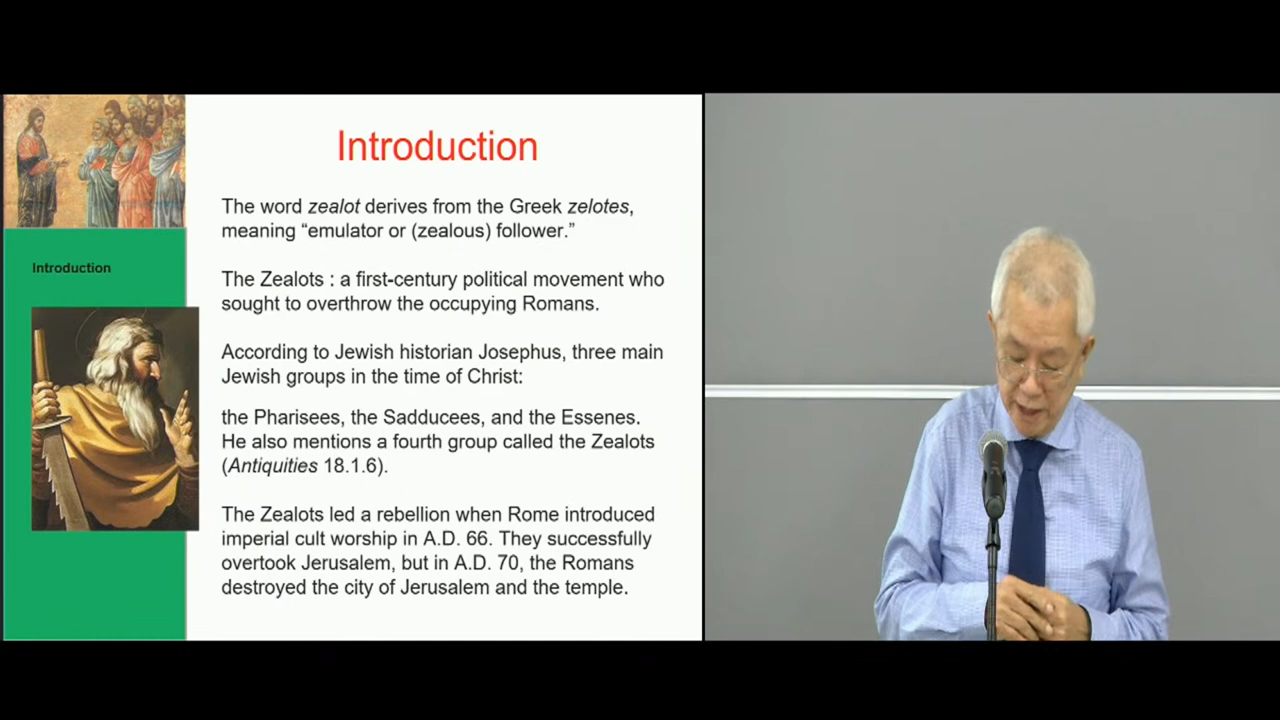 Introduction
The word zealot derives from the Greek zelotes,
meaning “emulator or (zealous) follower.”
Introduction
The Zealots : a first-century political movement who
sought to overthrow the occupying Romans.
According to Jewish historian Josephus, three main
Jewish groups in the time of Christ:
the Pharisees, the Sadducees, and the Essenes.
He also mentions a fourth group called the Zealots
(Antiquities 18.1.6).
The Zealots led a rebellion when Rome introduced
imperial cult worship in A.D. 66. They successfully
overtook Jerusalem, but in A.D. 70, the Romans
destroyed the city of Jerusalem and the temple.